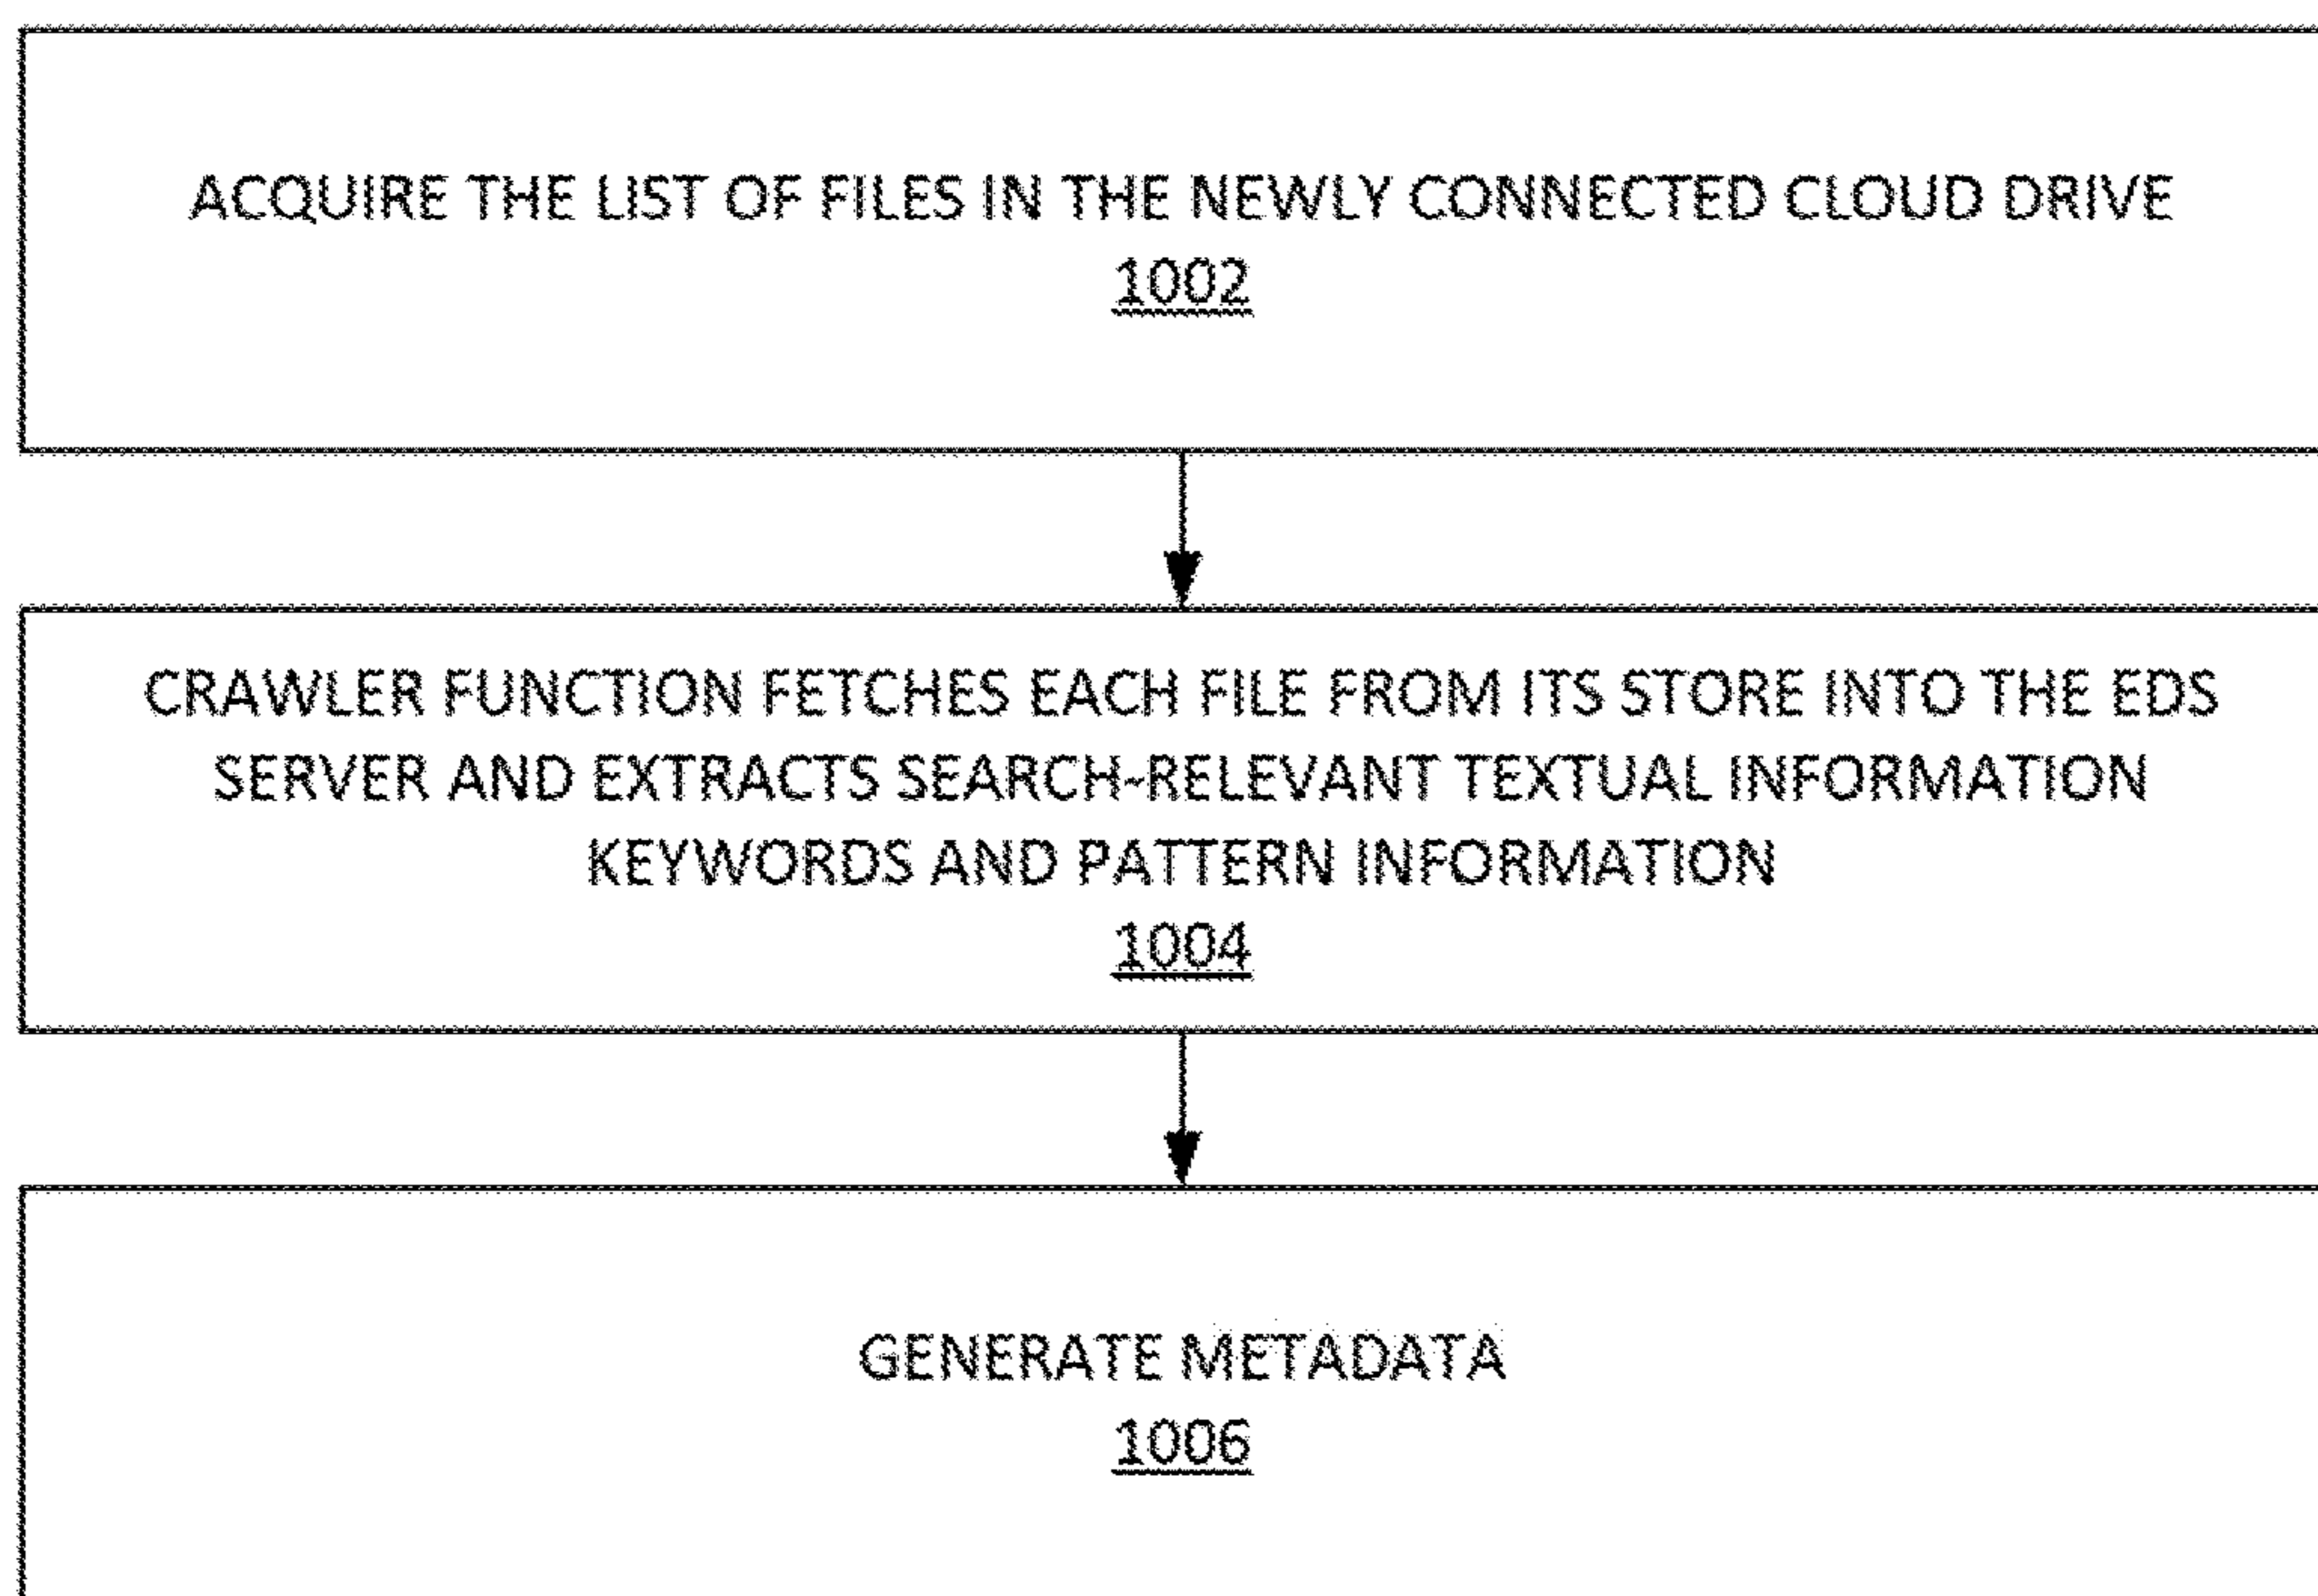 ACQUIRE THE LIST OF FILES IN THE NEWLY CONNECTED CLOUD DRIVE
1002
CRAWLER FUNCTION FETCHES EACH FILE FROM ITS STORE INTO THE EDS
SERVER AND EXTRACTS SEARCH-RELEVANT TEXTUAL INFORMATION
KEYWORDS AND PATTERN INFORMATION
1004
GENERATE METADATA
1006